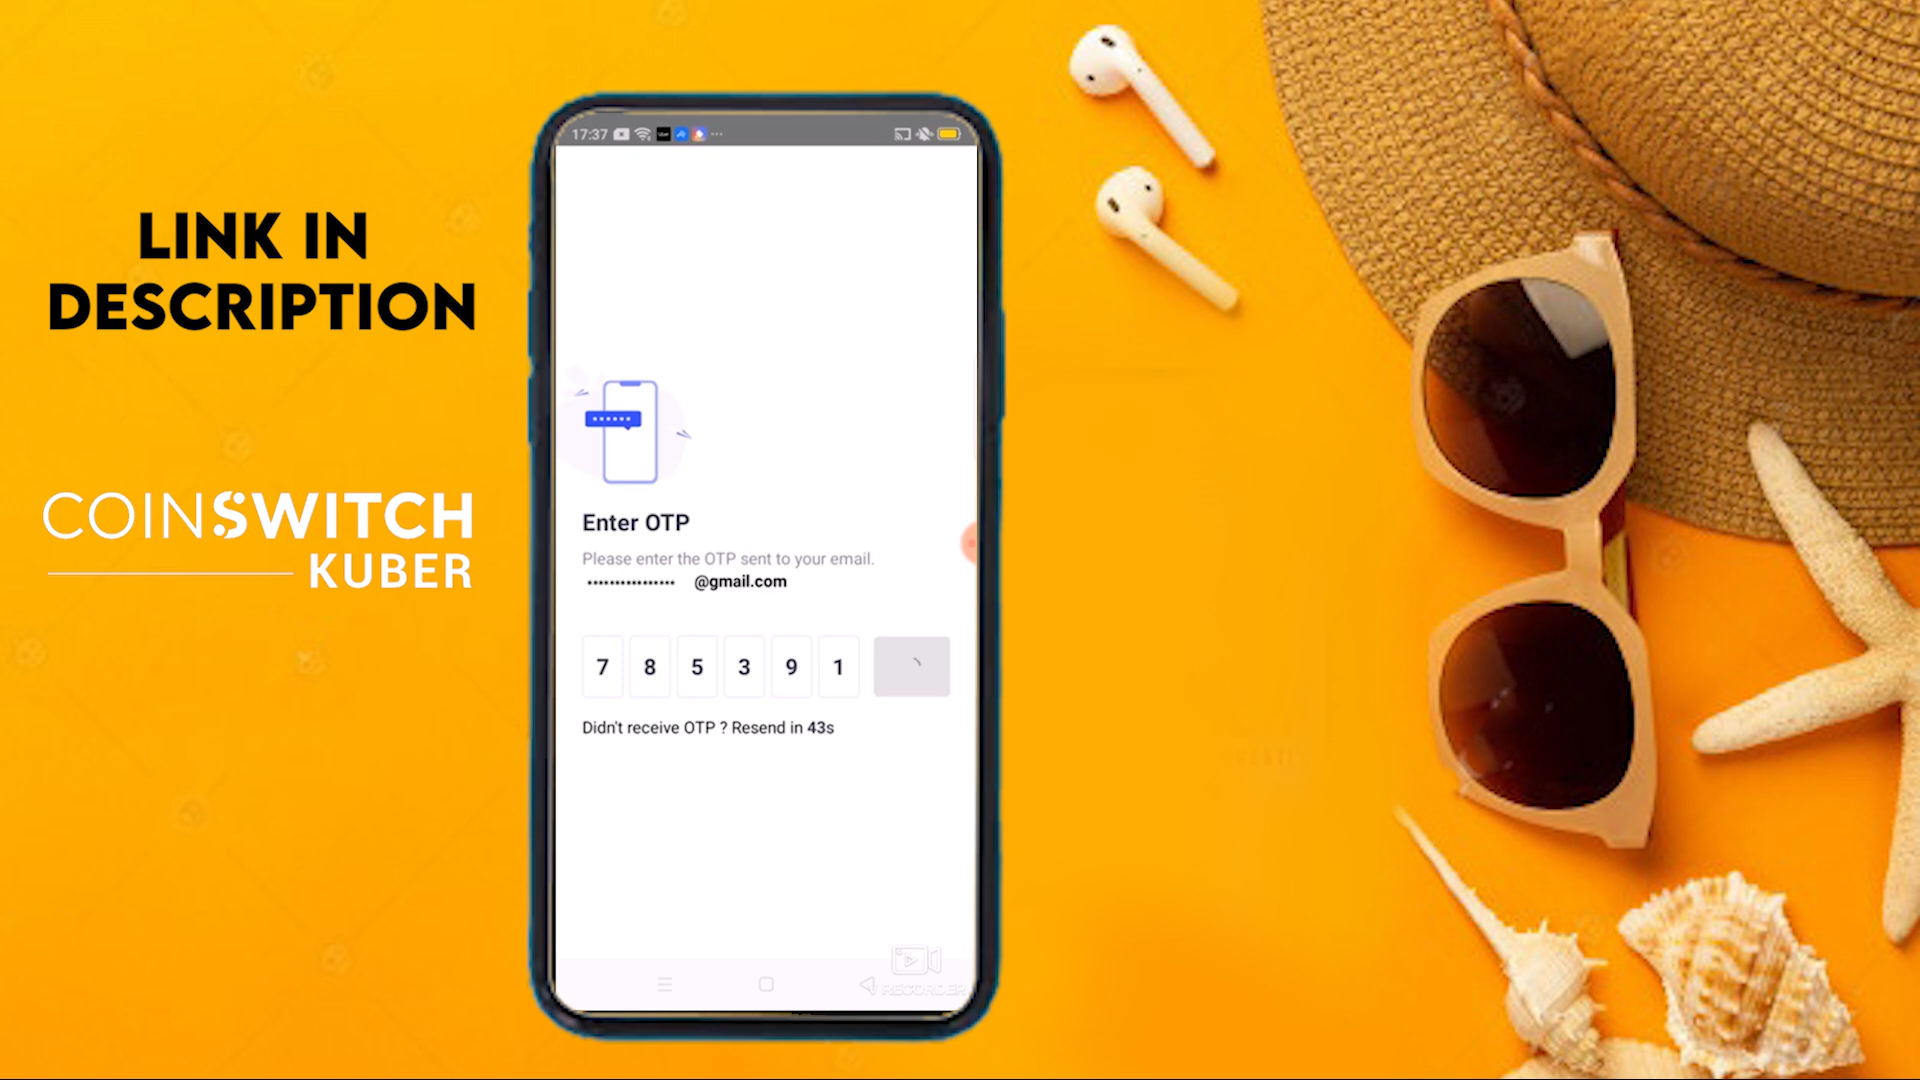 LINK IN
DESCRIPTION
COINSWITCH
KUBER
17:37
Enter OTP
Please enter the OTP sent to your email.
•••••••••••••••• @gmail.com
7 8 5 3 9 1
Didn't receive OTP ? Resend in 43s
RECORDER